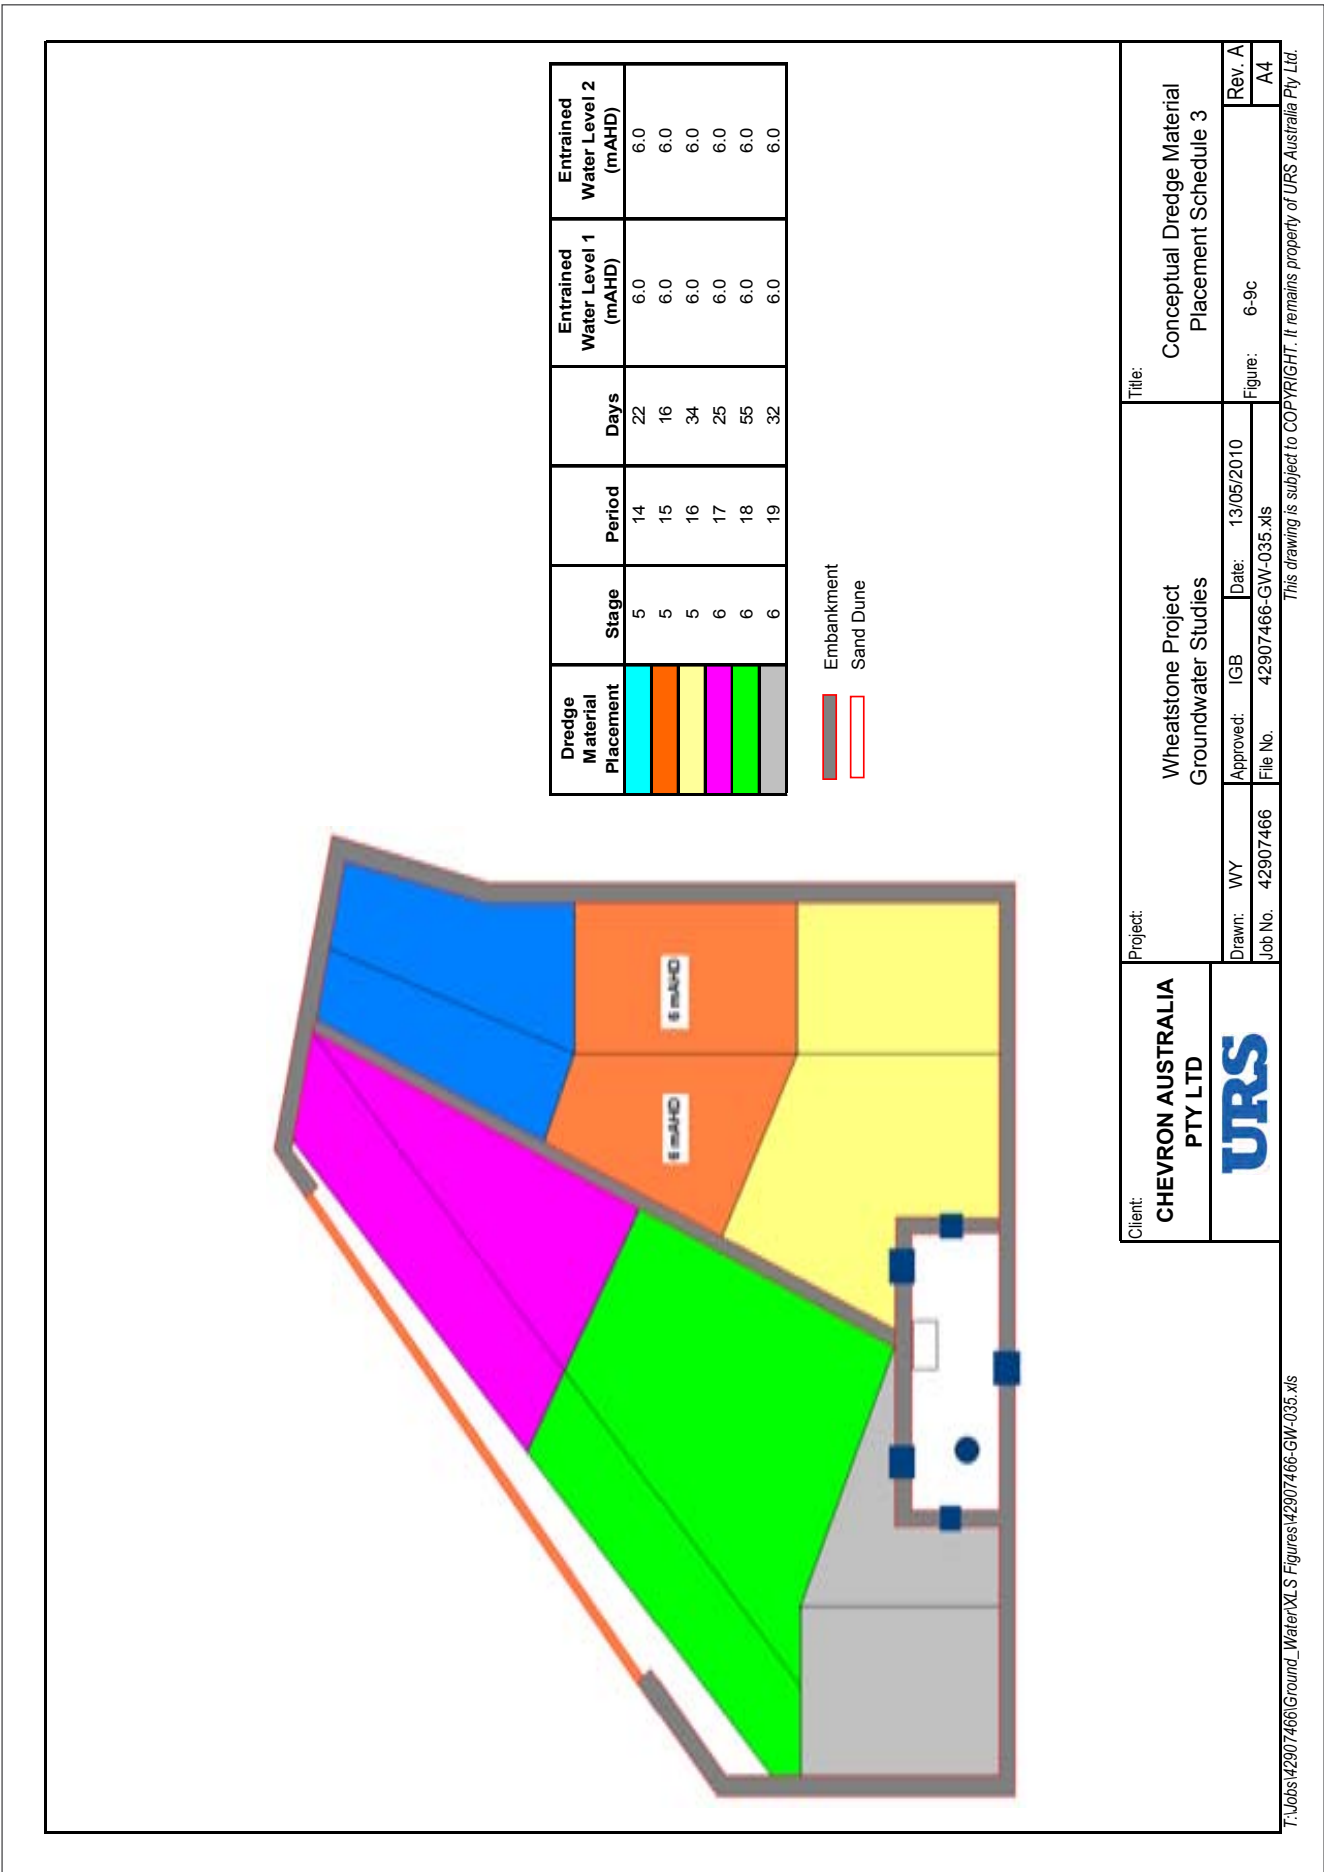 6 mAHD
6 mAHD
Dredge
Material
Placement
Stage
Period
Days
Entrained
Water Level 1
(mAHD)
Entrained
Water Level 2
(mAHD)
5 14 22 6.0 6.0
5 15 16 6.0 6.0
5 16 34 6.0 6.0
6 17 25 6.0 6.0
6 18 55 6.0 6.0
6 19 32 6.0 6.0
Embankment
Sand Dune
Client:
CHEVRON AUSTRALIA
PTY LTD
URS
Project:
Wheatstone Project
Groundwater Studies
Title:
Conceptual Dredge Material
Placement Schedule 3
Drawn: WY Approved: IGB Date: 13/05/2010
Job No. 42907466 File No. 42907466-GW-035.xls
Figure: 6-9c
Rev. A
A4
T:\Jobs\42907466\Ground_Water\XLS Figures\42907466-GW-035.xls
This drawing is subject to COPYRIGHT. It remains property of URS Australia Pty Ltd.